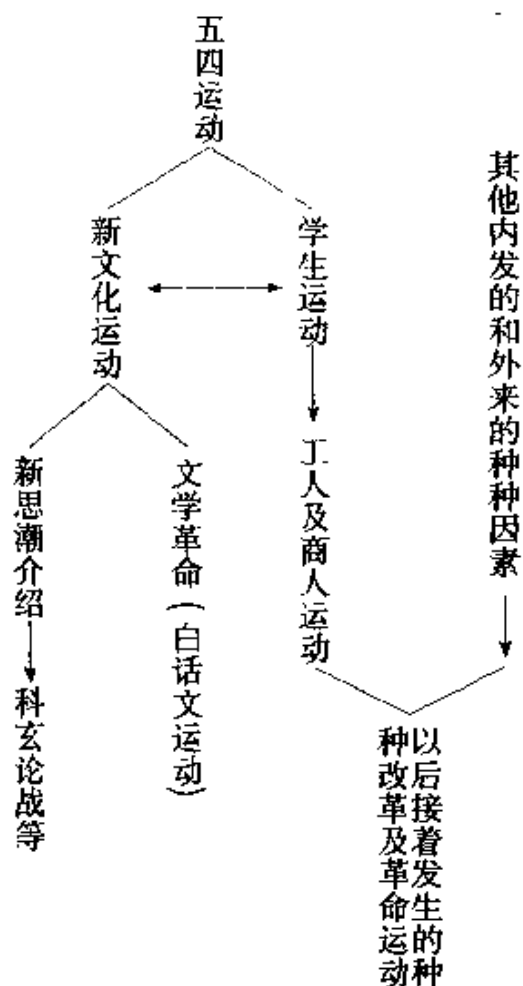 五四运动
新文化运动
学生运动
其他内发的和外来的种种因素
新思潮介绍
文学革命(白话文运动)
工人及商人运动
科玄论战等
以后接着发生的种
种改革及革命运动